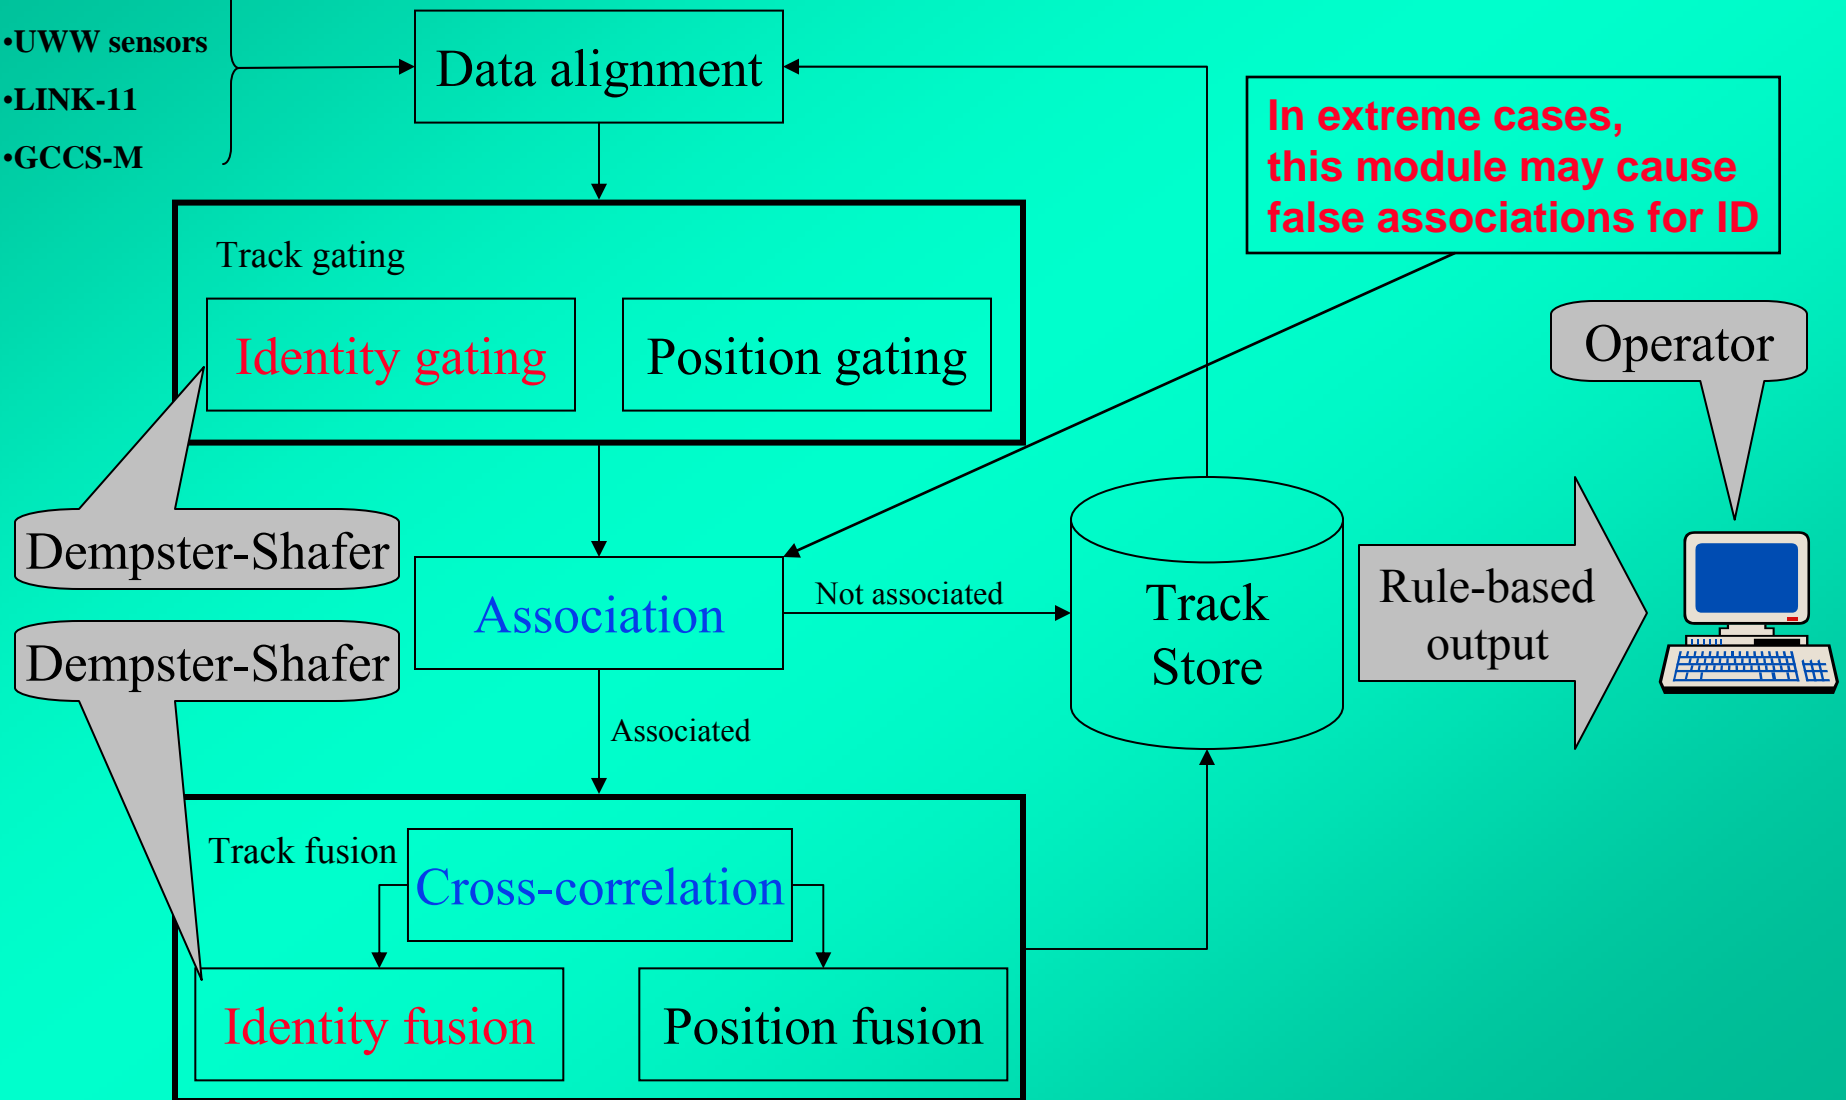 •UWW sensors
•LINK-11
•GCCS-M
Data alignment
In extreme cases,
this module may cause
false associations for ID
Track gating
Identity gating
Position gating
Operator
Dempster-Shafer
Association
Not associated
Track
Store
Rule-based
output
Dempster-Shafer
Associated
Track fusion
Cross-correlation
Identity fusion
Position fusion